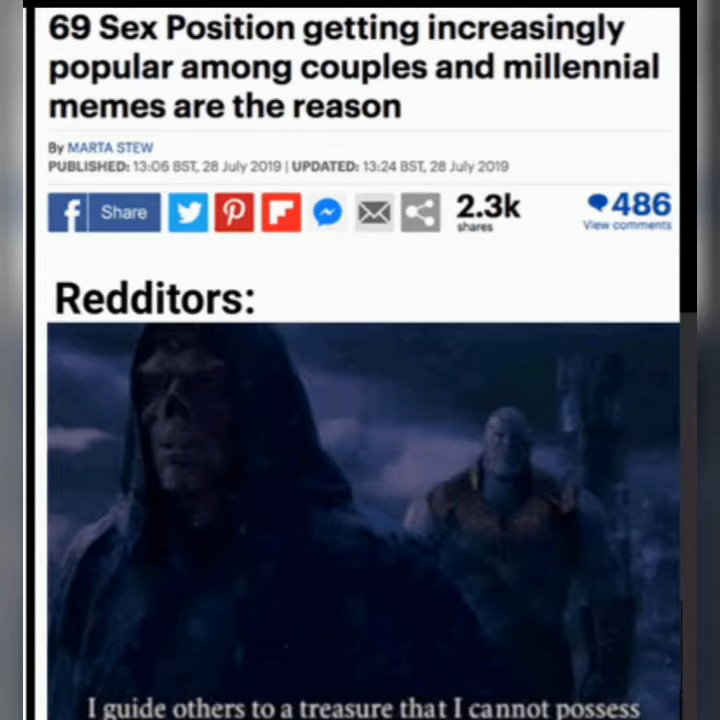 69 Sex Position getting increasingly
popular among couples and millennial
memes are the reason
By MARTA STEW
PUBLISHED: 13:06 BST, 28 July 2019 | UPDATED: 13:24 BST, 28 July 2019
f Share 2.3k 486
shares View comments
Redditors:
I guide others to a treasure that I cannot possess